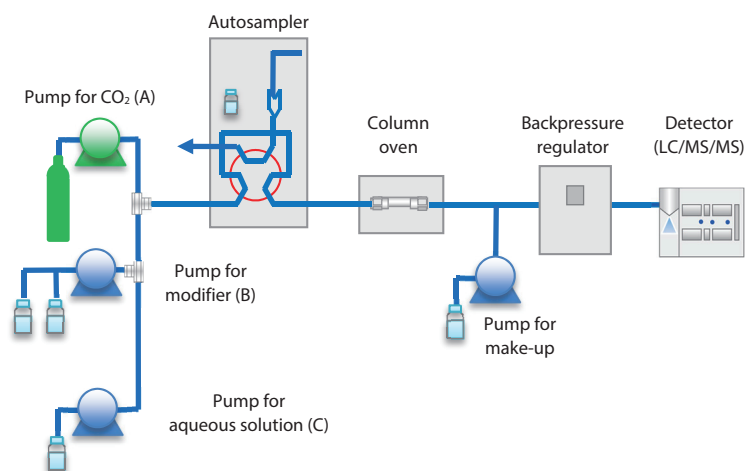 Autosampler
Pump for CO₂ (A)
Column
oven
Backpressure
regulator
Detector
(LC/MS/MS)
Pump for
modifier (B)
Pump for
make-up
Pump for
aqueous solution (C)